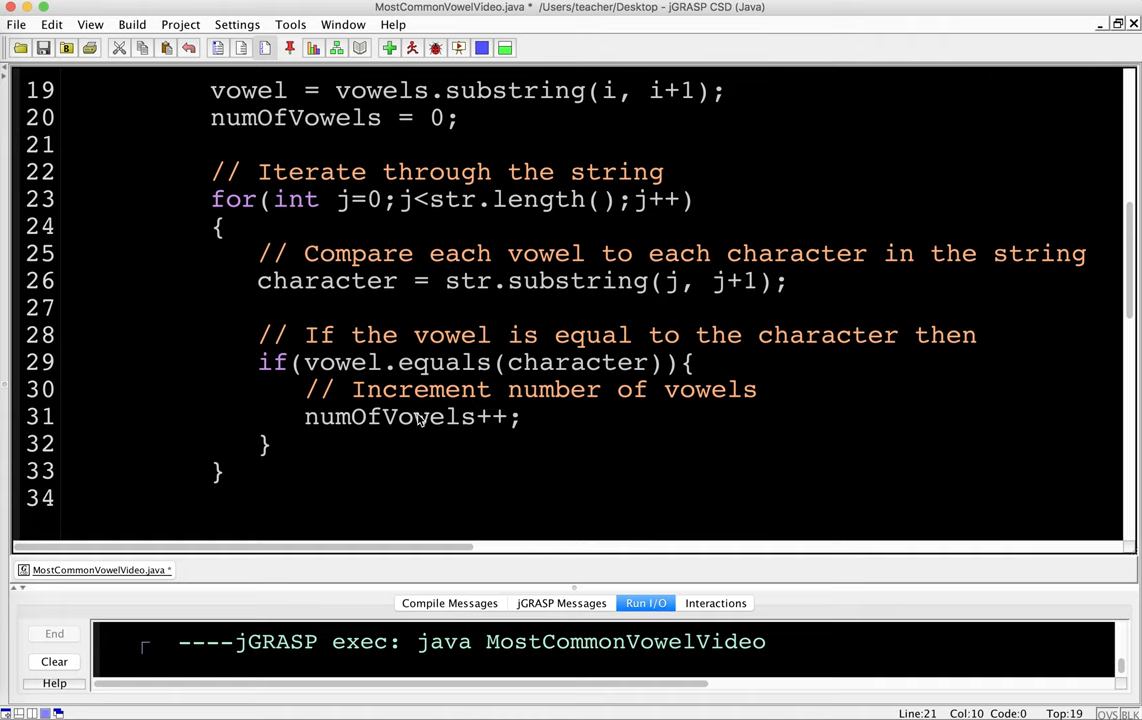 MostCommonVowelVideo.java * /Users/teacher/Desktop - jGRASP CSD (Java)
File Edit View Build Project Settings Tools Window Help
19 vowel = vowels.substring(i, i+1);
20 numOfVowels = 0;
21
22 // Iterate through the string
23 for(int j=0;j<str.length();j++)
24 {
25 // Compare each vowel to each character in the string
26 character = str.substring(j, j+1);
27
28 // If the vowel is equal to the character then
29 if(vowel.equals(character)){
30 // Increment number of vowels
31 numOfVowels++;
32 }
33 }
34
MostCommonVowelVideo.java *
Compile Messages jGRASP Messages Run I/O Interactions
End
Clear
Help
----jGRASP exec: java MostCommonVowelVideo
Line:21 Col:10 Code:0 Top:19 OVS BLK